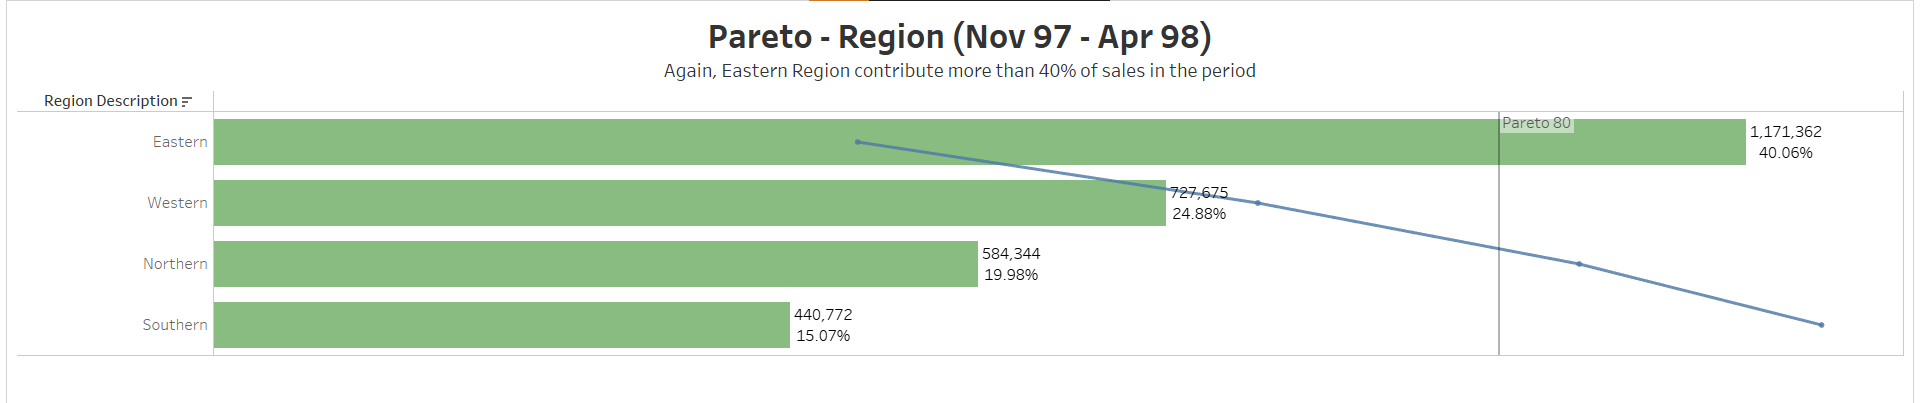 Pareto - Region (Nov 97 - Apr 98)
Again, Eastern Region contribute more than 40% of sales in the period
Region Description
Pareto 80
Eastern
1,171,362
40.06%
Western
727,675
24.88%
Northern
584,344
19.98%
Southern
440,772
15.07%